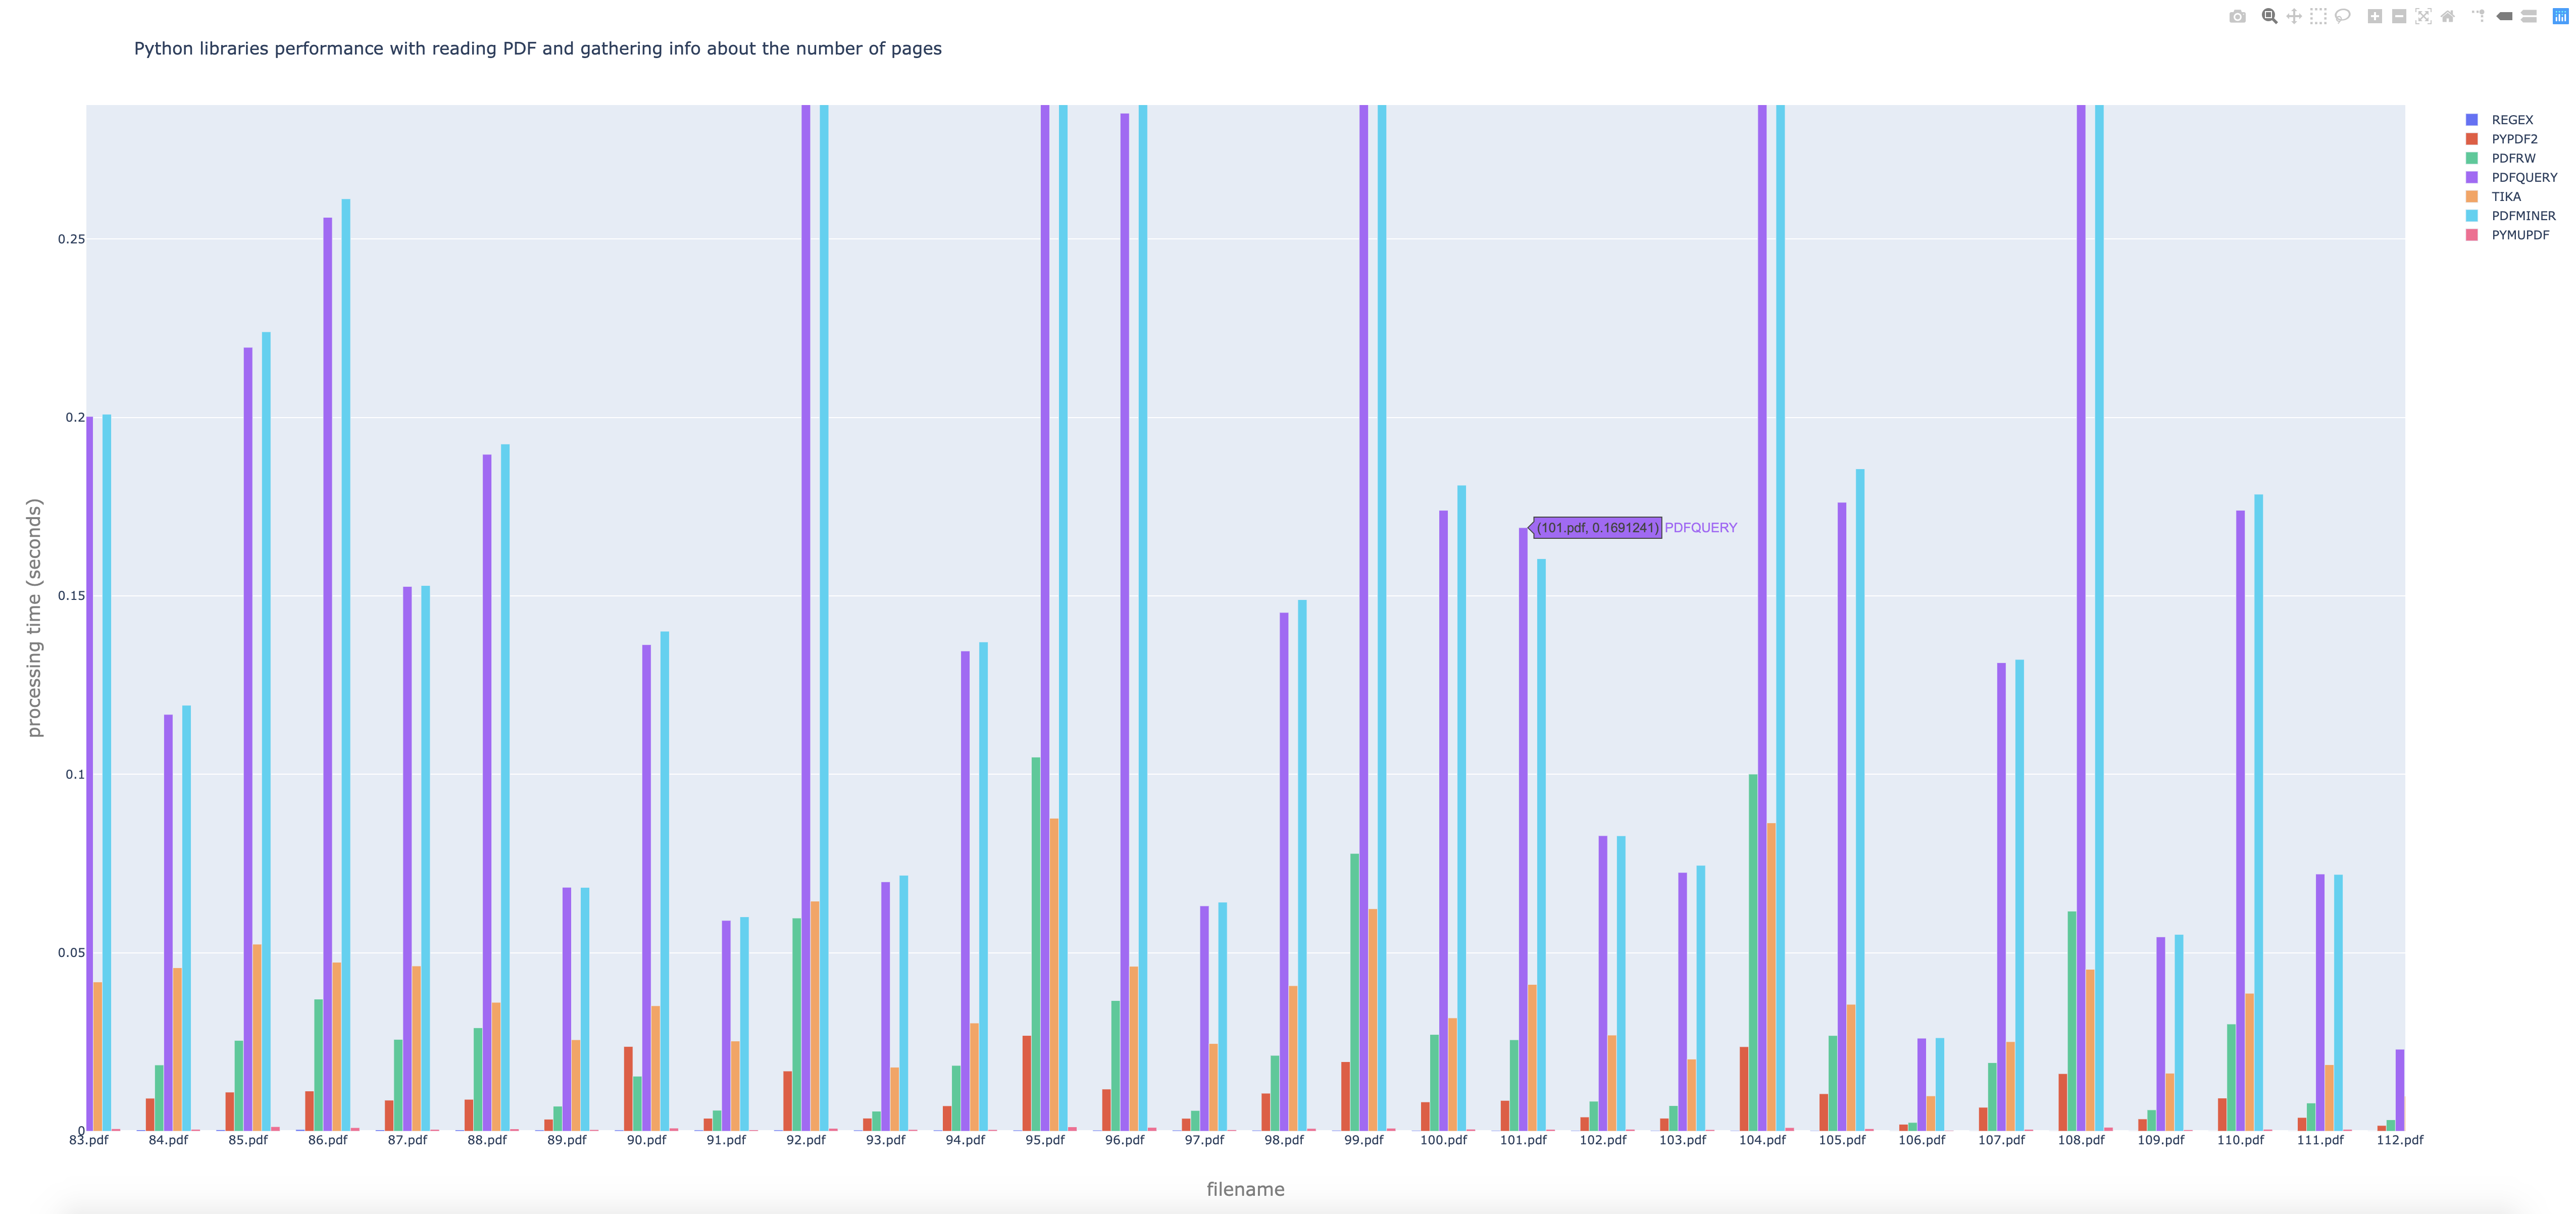 Python libraries performance with reading PDF and gathering info about the number of pages
REGEX
PYPDF2
PDFRW
PDFQUERY
TIKA
PDFMINER
PYMUPDF
0.25
0.2
0.15
0.1
0.05
0
processing time (seconds)
(101.pdf, 0.1691241) PDFQUERY
83.pdf 84.pdf 85.pdf 86.pdf 87.pdf 88.pdf 89.pdf 90.pdf 91.pdf 92.pdf 93.pdf 94.pdf 95.pdf 96.pdf 97.pdf 98.pdf 99.pdf 100.pdf 101.pdf 102.pdf 103.pdf 104.pdf 105.pdf 106.pdf 107.pdf 108.pdf 109.pdf 110.pdf 111.pdf 112.pdf
filename